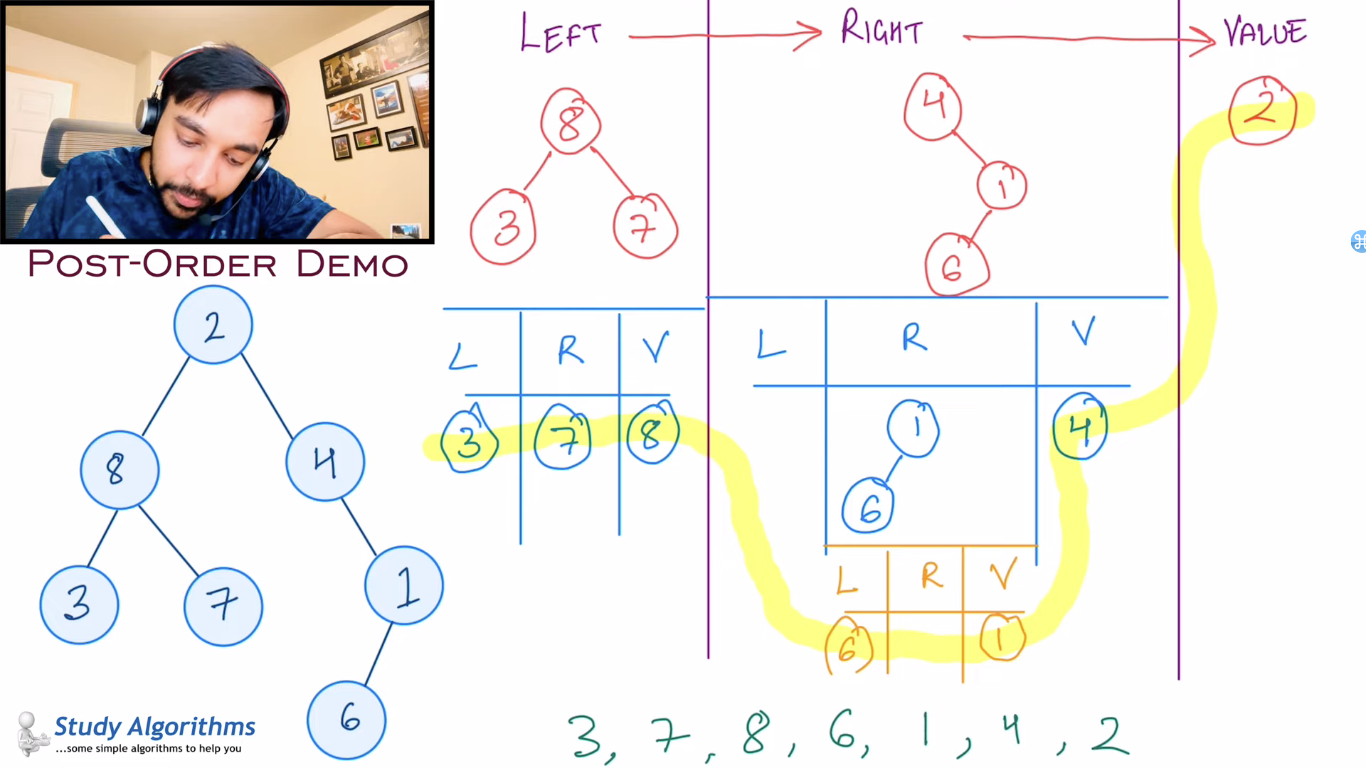 LEFT RIGHT VALUE
8
3 7
4
1
6
2
POST-ORDER DEMO
2
8 4
3 7 1
6
L R V
3 7 8
L R V
1 4
6
L R V
6 1
Study Algorithms
...some simple algorithms to help you
3, 7, 8, 6, 1, 4, 2